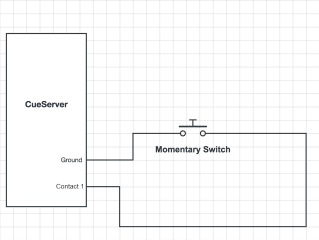 CueServer
Momentary Switch
Ground
Contact 1